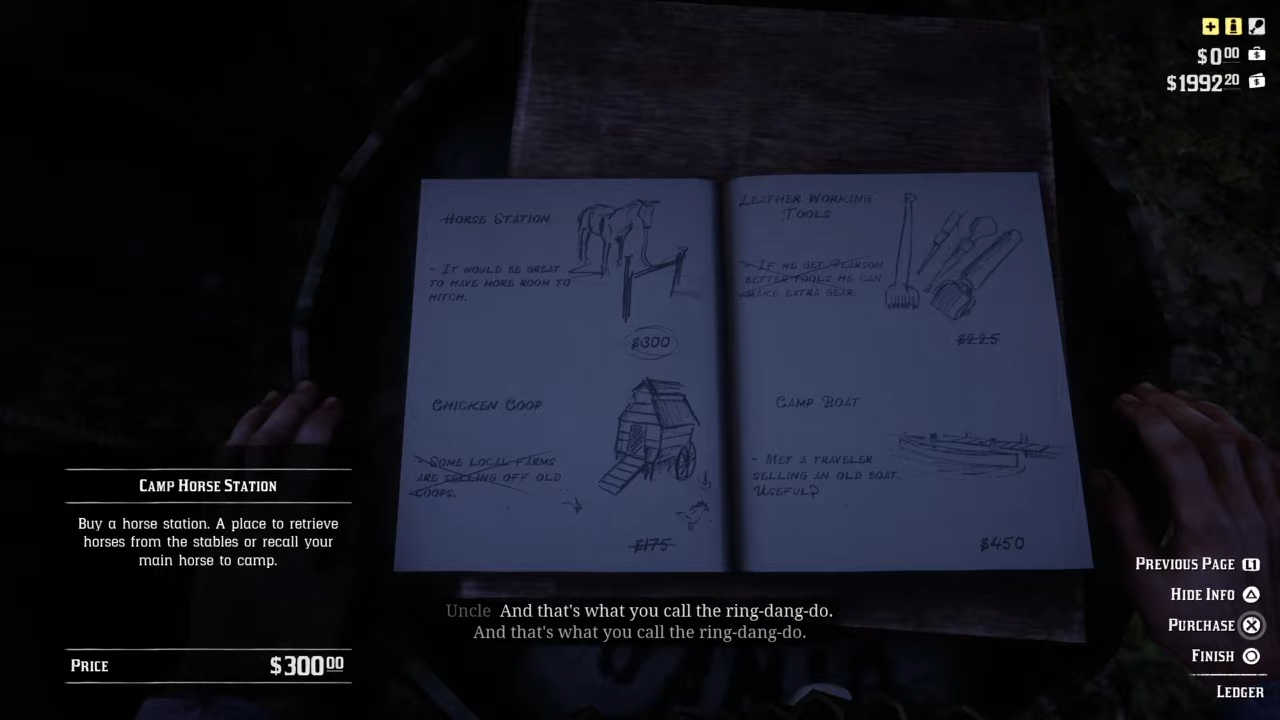 $0 00
$1992 20
Horse Station
- It would be great
to have more room to
hitch.
$300
Chicken Coop
- Some local farms
are selling off old
coops.
$175
Leather Working
Tools
- If we get Pearson
better tools he can
make extra gear.
$225
Camp Boat
- Met a traveler
selling an old boat.
Useful?
$450
Camp Horse Station
Buy a horse station. A place to retrieve
horses from the stables or recall your
main horse to camp.
Price $300 00
Uncle And that's what you call the ring-dang-do.
And that's what you call the ring-dang-do.
Previous Page L1
Hide Info
Purchase
Finish
Ledger